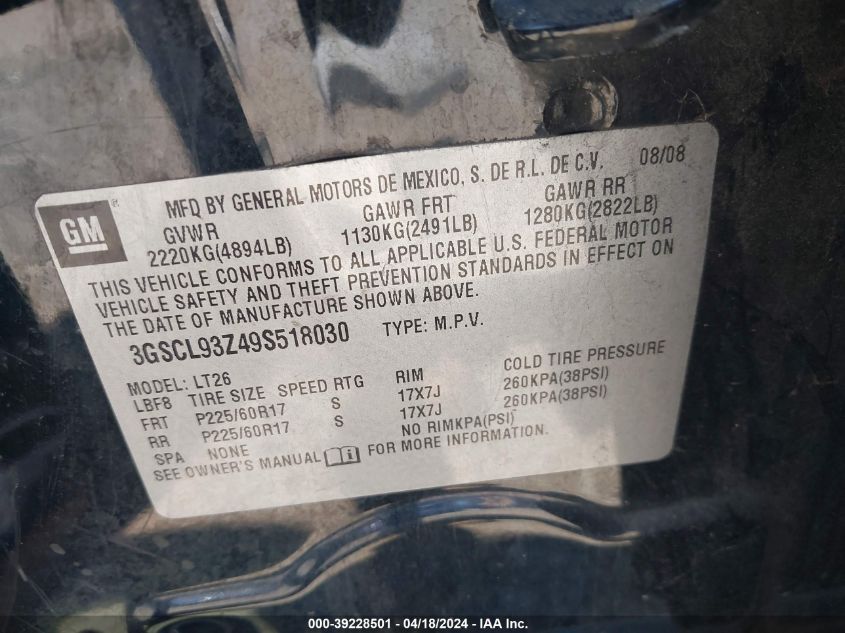 MFQ BY GENERAL MOTORS DE MEXICO, S. DE R.L. DE C.V. 08/08
GM
GVWR GAWR FRT GAWR RR
2220KG(4894LB) 1130KG(2491LB) 1280KG(2822LB)
THIS VEHICLE CONFORMS TO ALL APPLICABLE U.S. FEDERAL MOTOR
VEHICLE SAFETY AND THEFT PREVENTION STANDARDS IN EFFECT ON
THE DATE OF MANUFACTURE SHOWN ABOVE.
3GSCL93Z49S518030 TYPE: M.P.V.
MODEL: LT26
LBF8 TIRE SIZE SPEED RTG RIM COLD TIRE PRESSURE
FRT P225/60R17 S 17X7J 260KPA(38PSI)
RR P225/60R17 S 17X7J 260KPA(38PSI)
SPA NONE NO RIMKPA(PSI)
SEE OWNER'S MANUAL i FOR MORE INFORMATION.
000-39228501 - 04/18/2024 - IAA Inc.